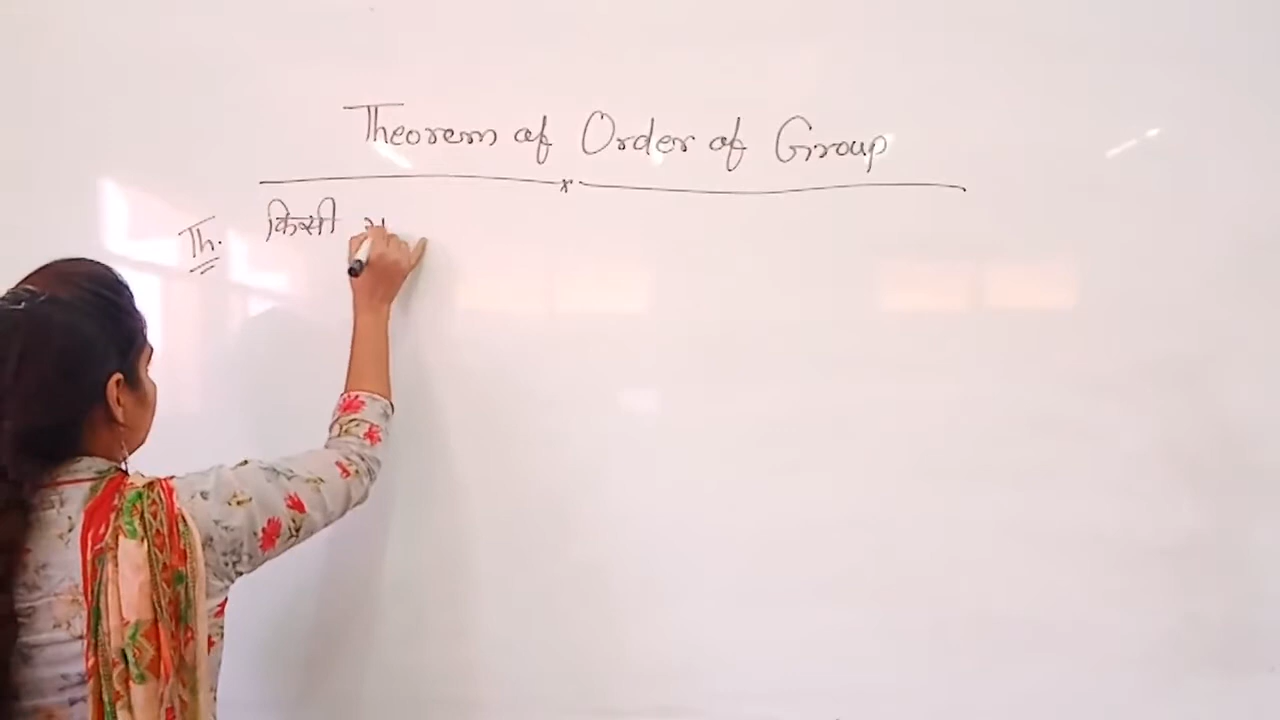 Theorem of Order of Group
Th. किसी